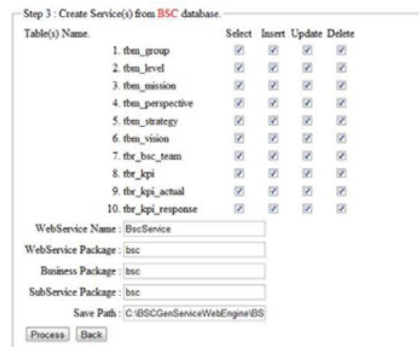 Step 3 : Create Service(s) from BSC database.
Table(s) Name. Select Insert Update Delete
1. tbm_group
2. tbm_level
3. tbm_mission
4. tbm_perspective
5. tbm_strategy
6. tbm_vision
7. tbr_bsc_team
8. tbr_kpi
9. tbr_kpi_actual
10. tbr_kpi_response
WebService Name : BscService
WebService Package : bsc
Business Package : bsc
SubService Package : bsc
Save Path : C:\BSCGenServiceWebEngine\BS
Process Back